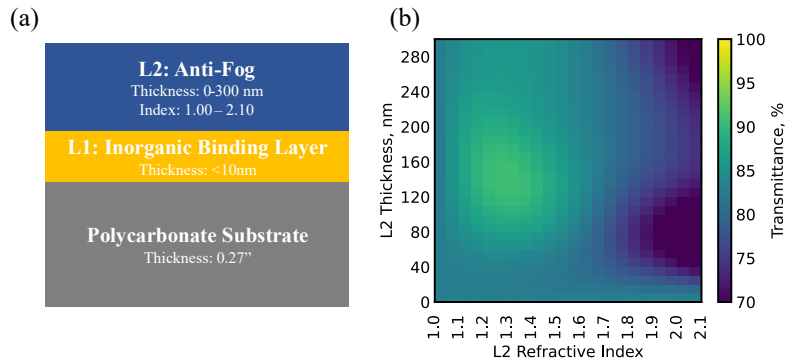 (a)
L2: Anti-Fog
Thickness: 0-300 nm
Index: 1.00 – 2.10
L1: Inorganic Binding Layer
Thickness: <10nm
Polycarbonate Substrate
Thickness: 0.27”
(b)
L2 Thickness, nm
280
240
200
160
120
80
40
0
1.0 1.1 1.2 1.3 1.4 1.5 1.6 1.7 1.8 1.9 2.0 2.1
L2 Refractive Index
100
95
90
85
80
75
70
Transmittance, %